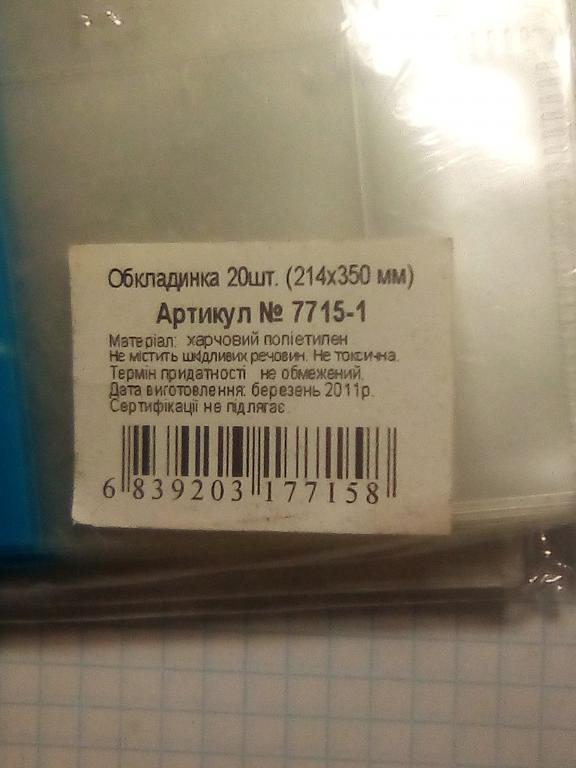 Обкладинка 20шт. (214х350 мм)
Артикул № 7715-1
Матеріал: харчовий поліетилен
Не містить шкідливих речовин. Не токсична.
Термін придатності не обмежений.
Дата виготовлення: березень 2011р.
Сертифікації не підлягає.
6 839203 177158